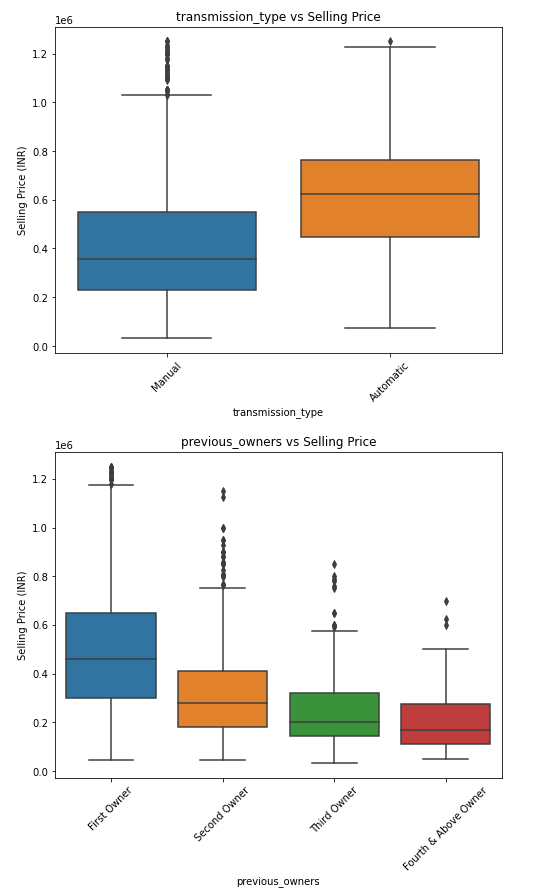 transmission_type vs Selling Price
1e6
1.2
1.0
0.8
0.6
0.4
0.2
0.0
Selling Price (INR)
Manual
Automatic
transmission_type
previous_owners vs Selling Price
1e6
1.2
1.0
0.8
0.6
0.4
0.2
0.0
Selling Price (INR)
First Owner
Second Owner
Third Owner
Fourth & Above Owner
previous_owners